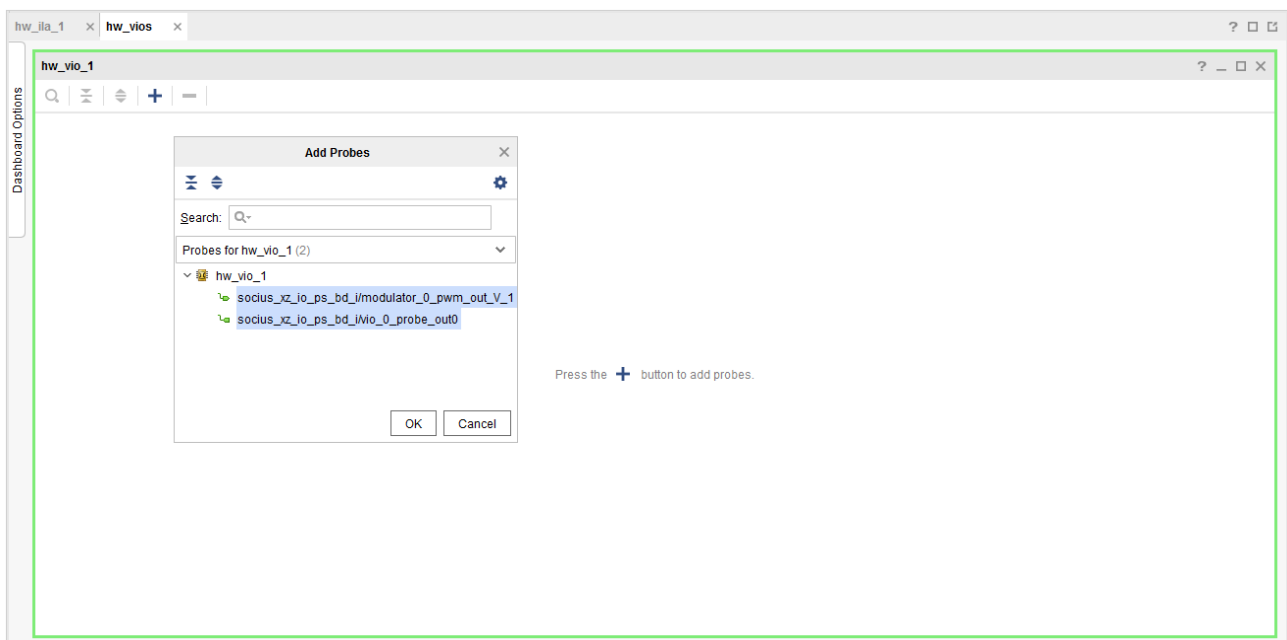 hw_ila_1 × hw_vios × ?
Dashboard Options
hw_vio_1 ?
Add Probes
Search:
Probes for hw_vio_1 (2)
hw_vio_1
socius_xz_io_ps_bd_i/modulator_0_pwm_out_V_1
socius_xz_io_ps_bd_i/vio_0_probe_out0
Press the + button to add probes.
OK Cancel